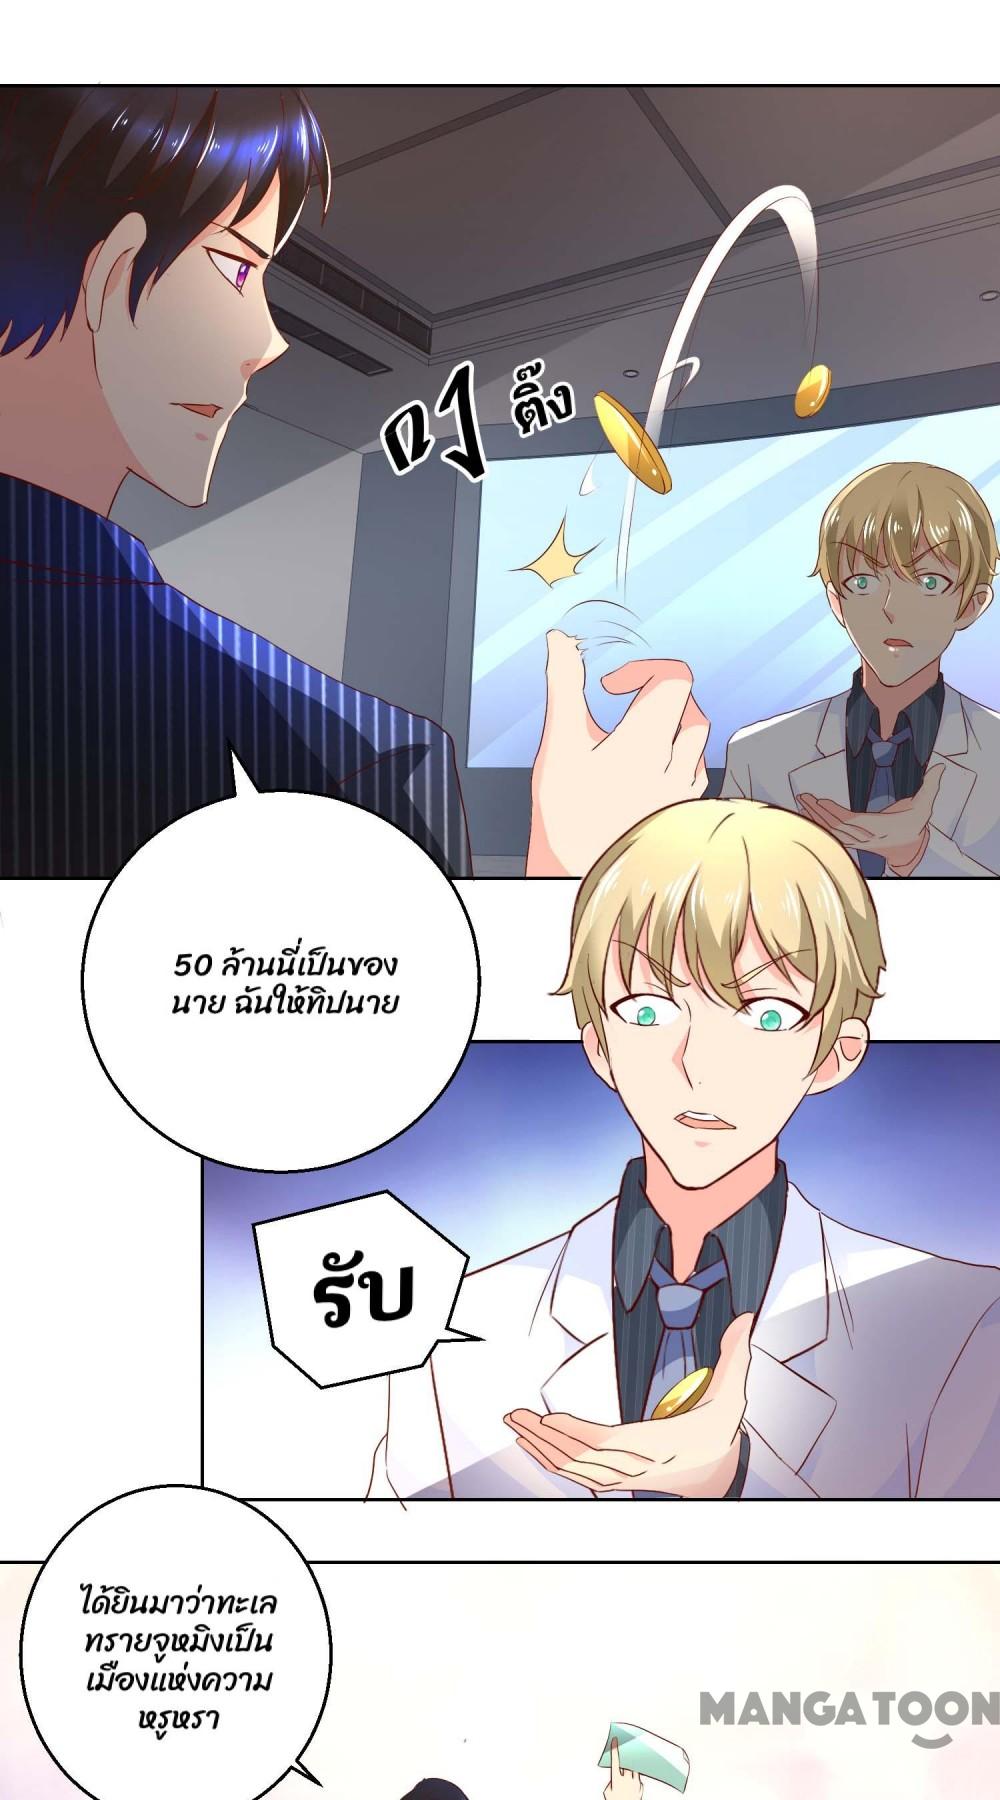 ติ๊ง
50 ล้านนี่เป็นของ
นาย ฉันให้ทิปนาย
รับ
ได้ยินมาว่าทะเล
ทรายจูหมิงเป็น
เมืองแห่งความ
หรูหรา
MANGATOON